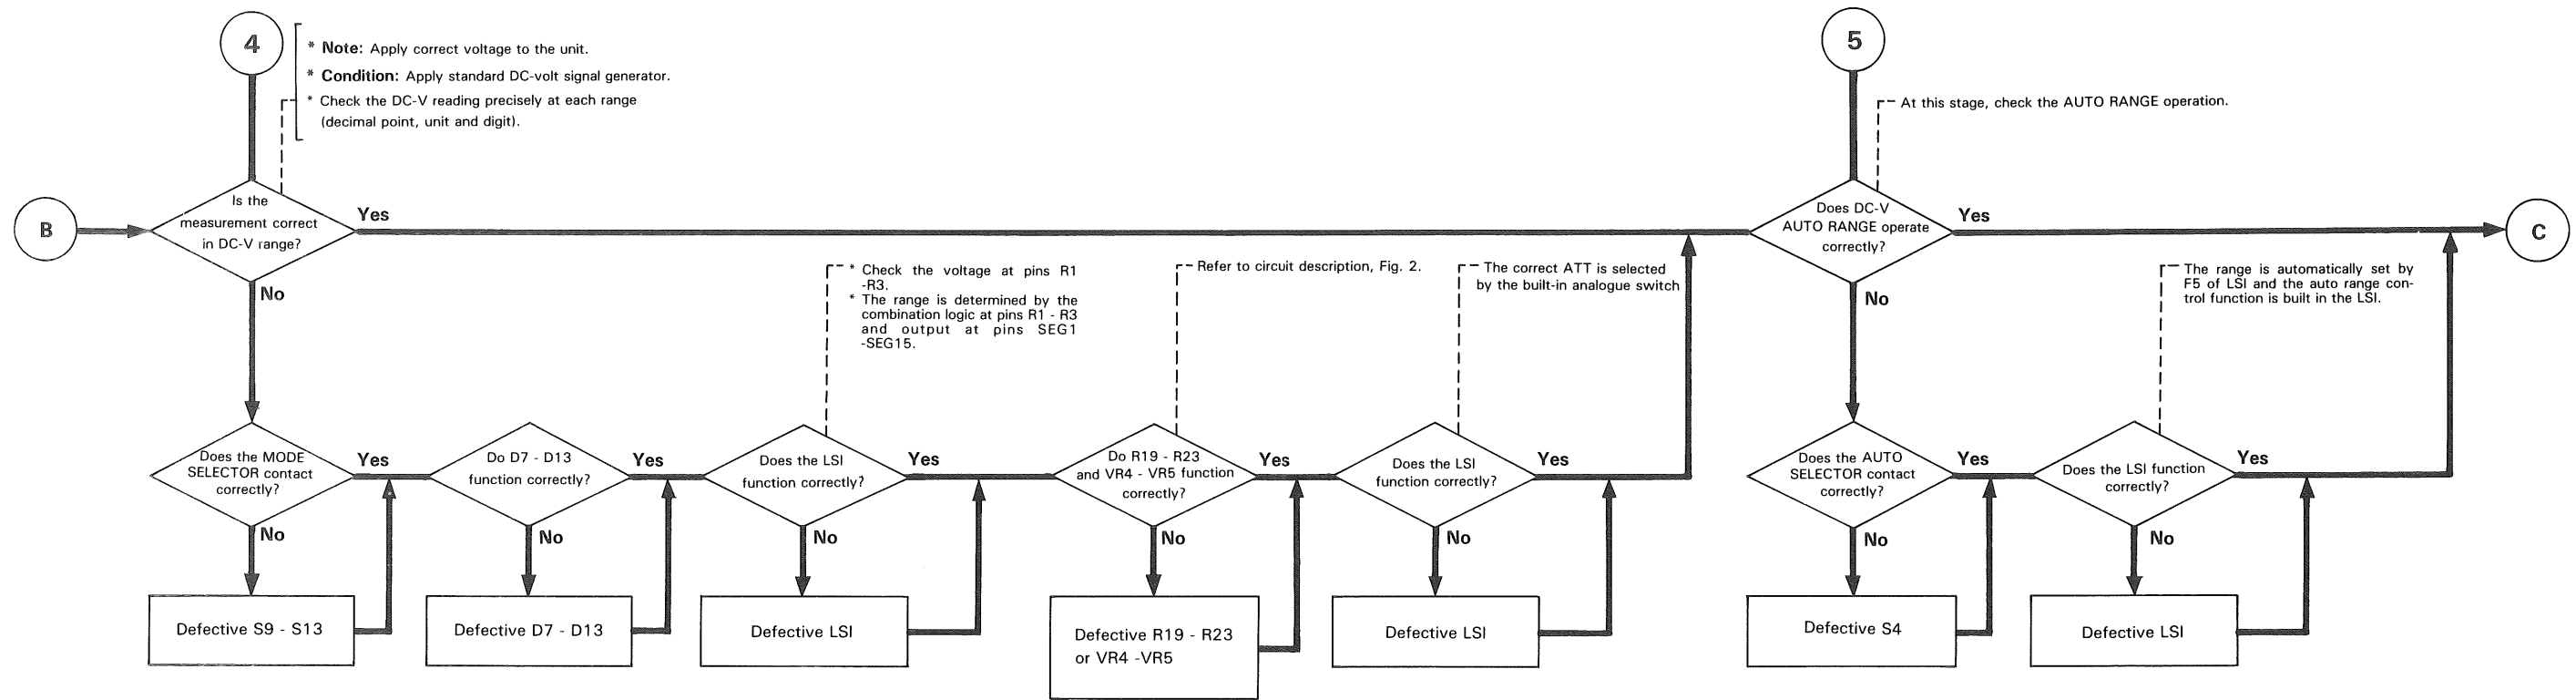 4
* Note: Apply correct voltage to the unit.
* Condition: Apply standard DC-volt signal generator.
* Check the DC-V reading precisely at each range
(decimal point, unit and digit).
5
At this stage, check the AUTO RANGE operation.
B
Is the
measurement correct
in DC-V range?
Yes
No
Does DC-V
AUTO RANGE operate
correctly?
Yes
No
C
* Check the voltage at pins R1
-R3.
* The range is determined by the
combination logic at pins R1 - R3
and output at pins SEG1
-SEG15.
Refer to circuit description, Fig. 2.
The correct ATT is selected
by the built-in analogue switch
The range is automatically set by
F5 of LSI and the auto range con-
trol function is built in the LSI.
Does the MODE
SELECTOR contact
correctly?
Yes
No
Do D7 - D13
function correctly?
Yes
No
Does the LSI
function correctly?
Yes
No
Do R19 - R23
and VR4 - VR5 function
correctly?
Yes
No
Does the LSI
function correctly?
Yes
No
Does the AUTO
SELECTOR contact
correctly?
Yes
No
Does the LSI function
correctly?
Yes
No
Defective S9 - S13
Defective D7 - D13
Defective LSI
Defective R19 - R23
or VR4 -VR5
Defective LSI
Defective S4
Defective LSI